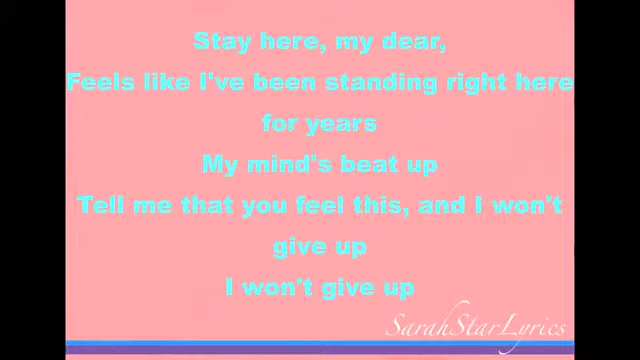 Stay here, my dear,
Feels like I've been standing right here
for years
My mind's beat up
Tell me that you feel this, and I won't
give up
I won't give up
SarahStarLyrics